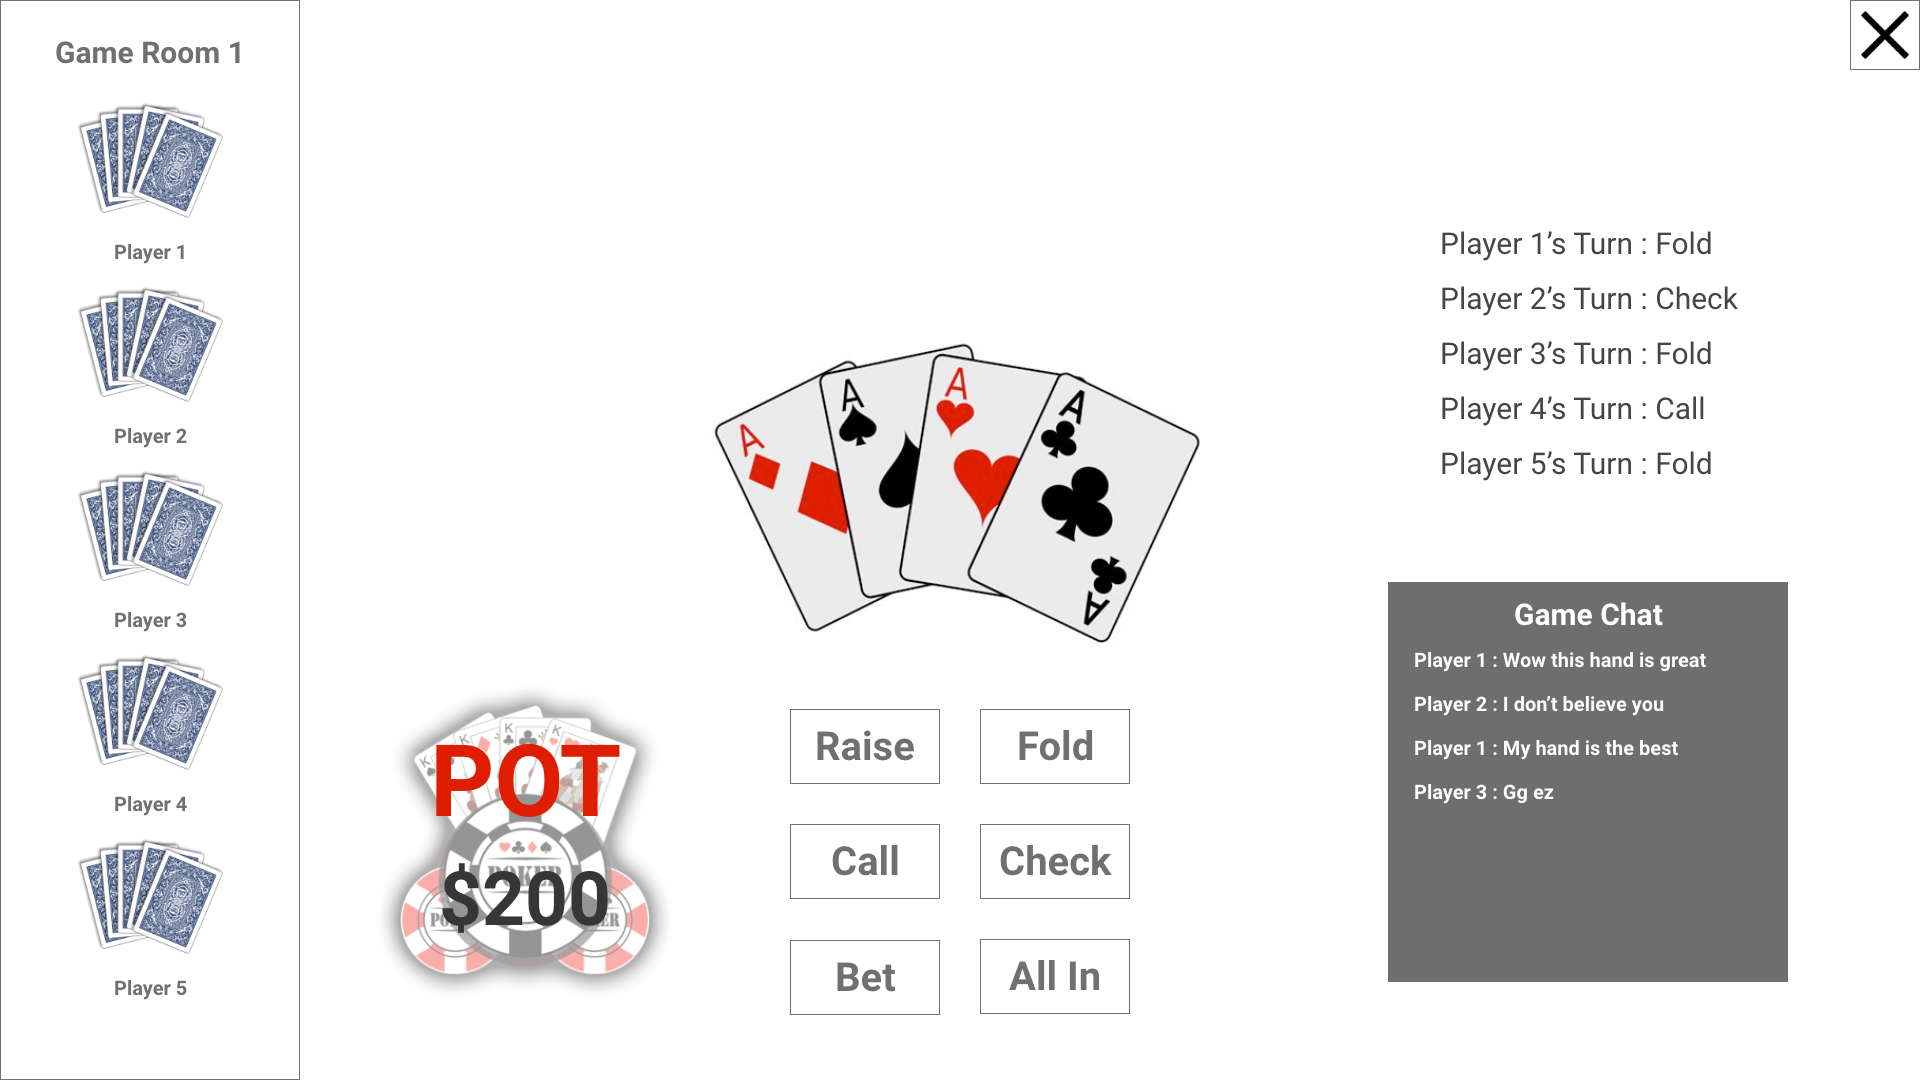 Game Room 1
Player 1
Player 2
Player 3
Player 4
Player 5
A
A
A
A
A
K
K
K
K
POT
POKER
$200
Raise
Fold
Call
Check
Bet
All In
Player 1’s Turn : Fold
Player 2’s Turn : Check
Player 3’s Turn : Fold
Player 4’s Turn : Call
Player 5’s Turn : Fold
Game Chat
Player 1 : Wow this hand is great
Player 2 : I don’t believe you
Player 1 : My hand is the best
Player 3 : Gg ez